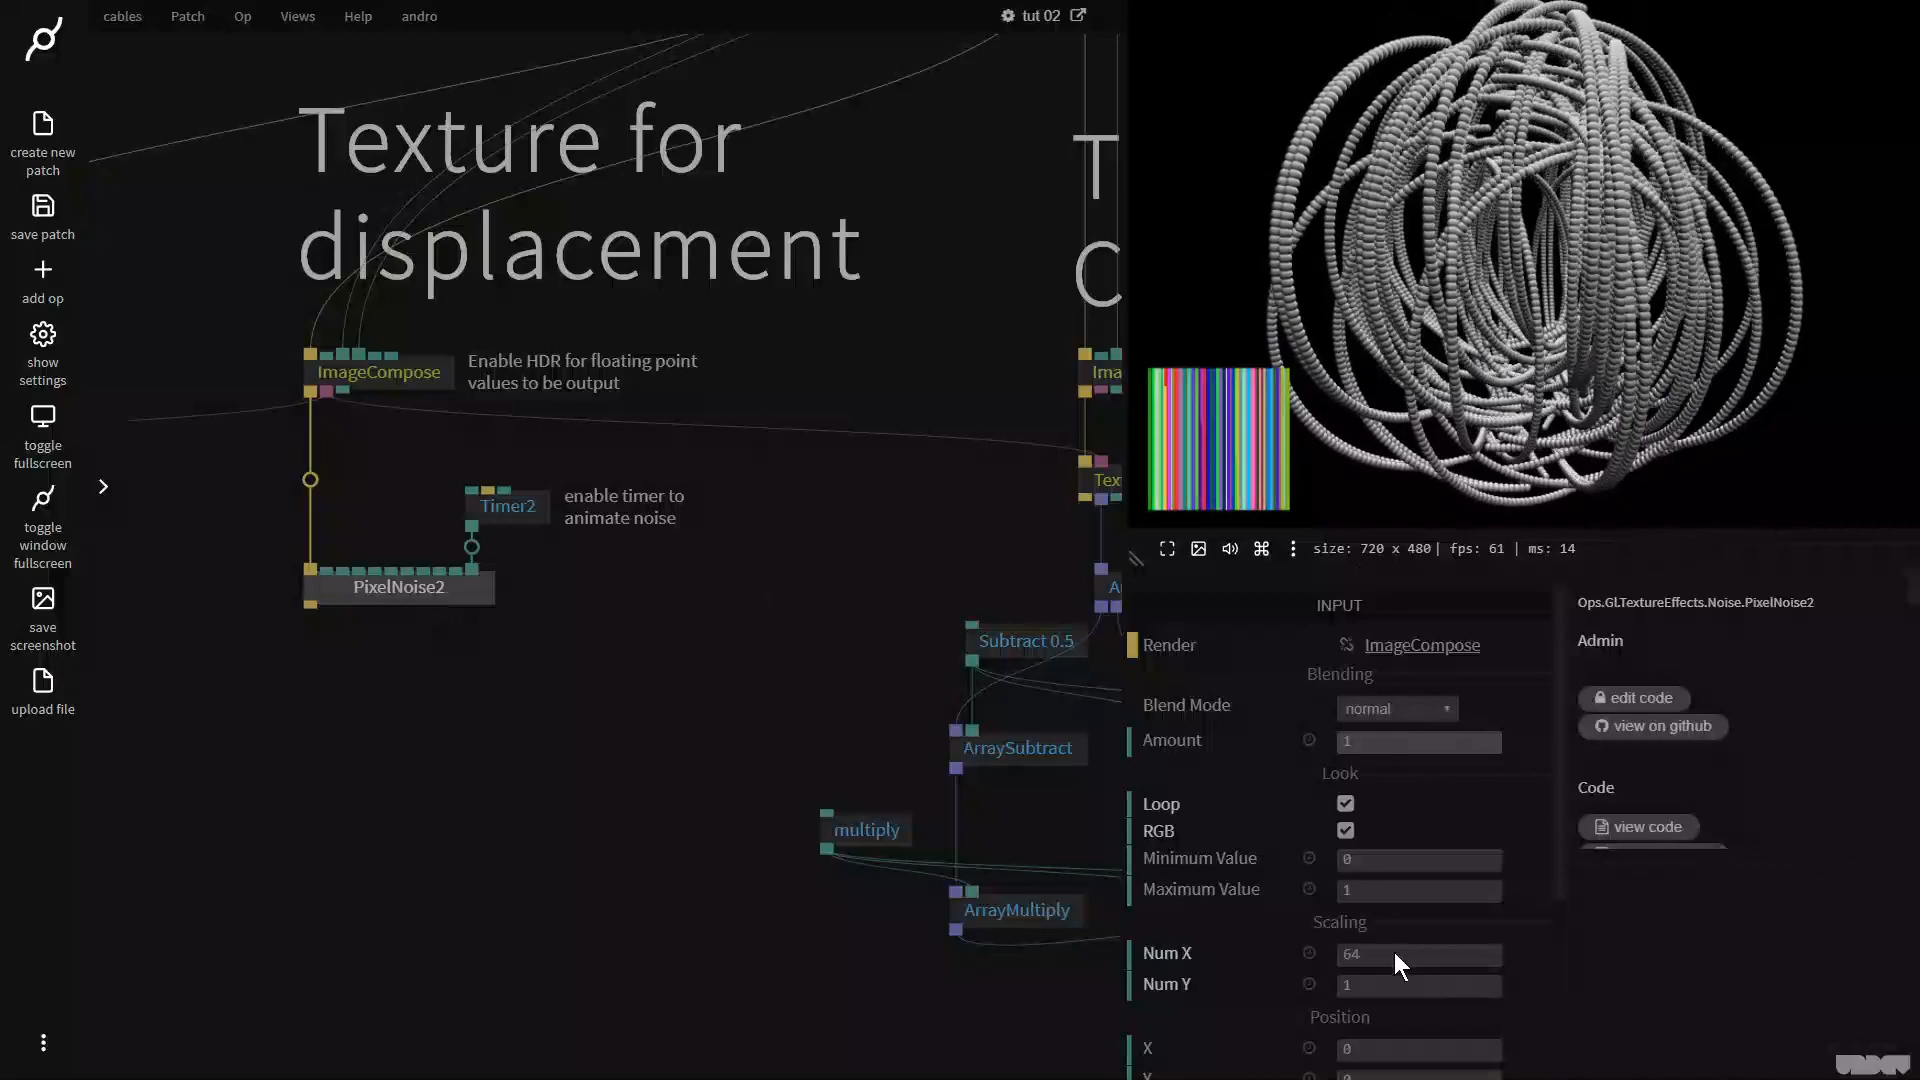 cables
Patch
Op
Views
Help
andro
tut 02
create new
patch
save patch
add op
show
settings
toggle
fullscreen
toggle
window
fullscreen
save
screenshot
upload file
Texture for
displacement
T
C
ImageCompose
Enable HDR for floating point
values to be output
Timer2
enable timer to
animate noise
PixelNoise2
Ima
Tex
A
Subtract 0.5
ArraySubtract
multiply
ArrayMultiply
size: 720 x 480 | fps: 61 | ms: 14
INPUT
Render
ImageCompose
Blending
Blend Mode
normal
Amount
1
Look
Loop
RGB
Minimum Value
0
Maximum Value
1
Scaling
Num X
64
Num Y
1
Position
X
0
Y
Ops.Gl.TextureEffects.Noise.PixelNoise2
Admin
edit code
view on github
Code
view code